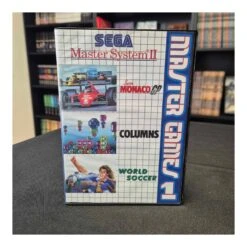 SEGA
Master System II
Super
MONACO GP
COLUMNS
WORLD
SOCCER
MASTER GAMES 1